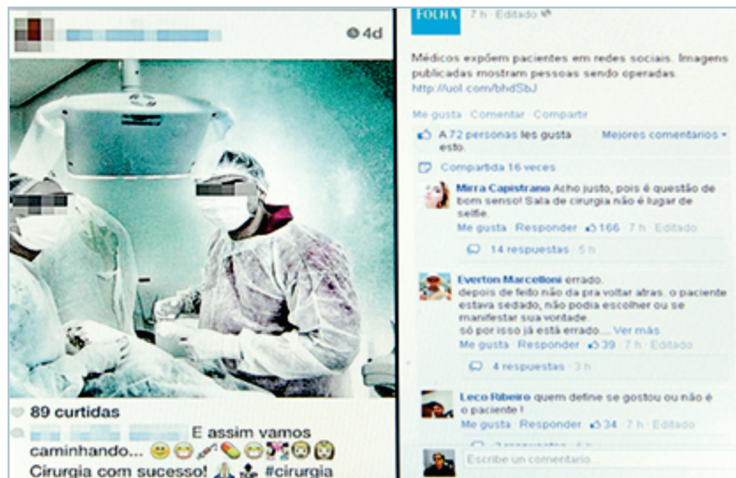 4d
89 curtidas
E assim vamos
caminhando...
Cirurgia com sucesso! #cirurgia
FOLHA
7 h · Editado
Médicos expõem pacientes em redes sociais. Imagens
publicadas mostram pessoas sendo operadas.
http://uol.com/bhdSbJ
Me gusta · Comentar · Compartir
A 72 personas les gusta
esto.
Mejores comentarios
Compartida 16 veces
Mirra Capistrano Acho justo, pois é questão de
bom senso! Sala de cirurgia não é lugar de
selfie.
Me gusta · Responder · 166 · 7 h · Editado
14 respuestas · 5 h
Everton Marcelloni errado.
depois de feito não da pra voltar atras. o paciente
estava sedado, não podia escolher ou se
manifestar sua vontade.
só por isso já está errado.... Ver más
Me gusta · Responder · 39 · 7 h · Editado
4 respuestas · 3 h
Leco Ribeiro quem define se gostou ou não é
o paciente !
Me gusta · Responder · 34 · 7 h · Editado
Escribe un comentario...